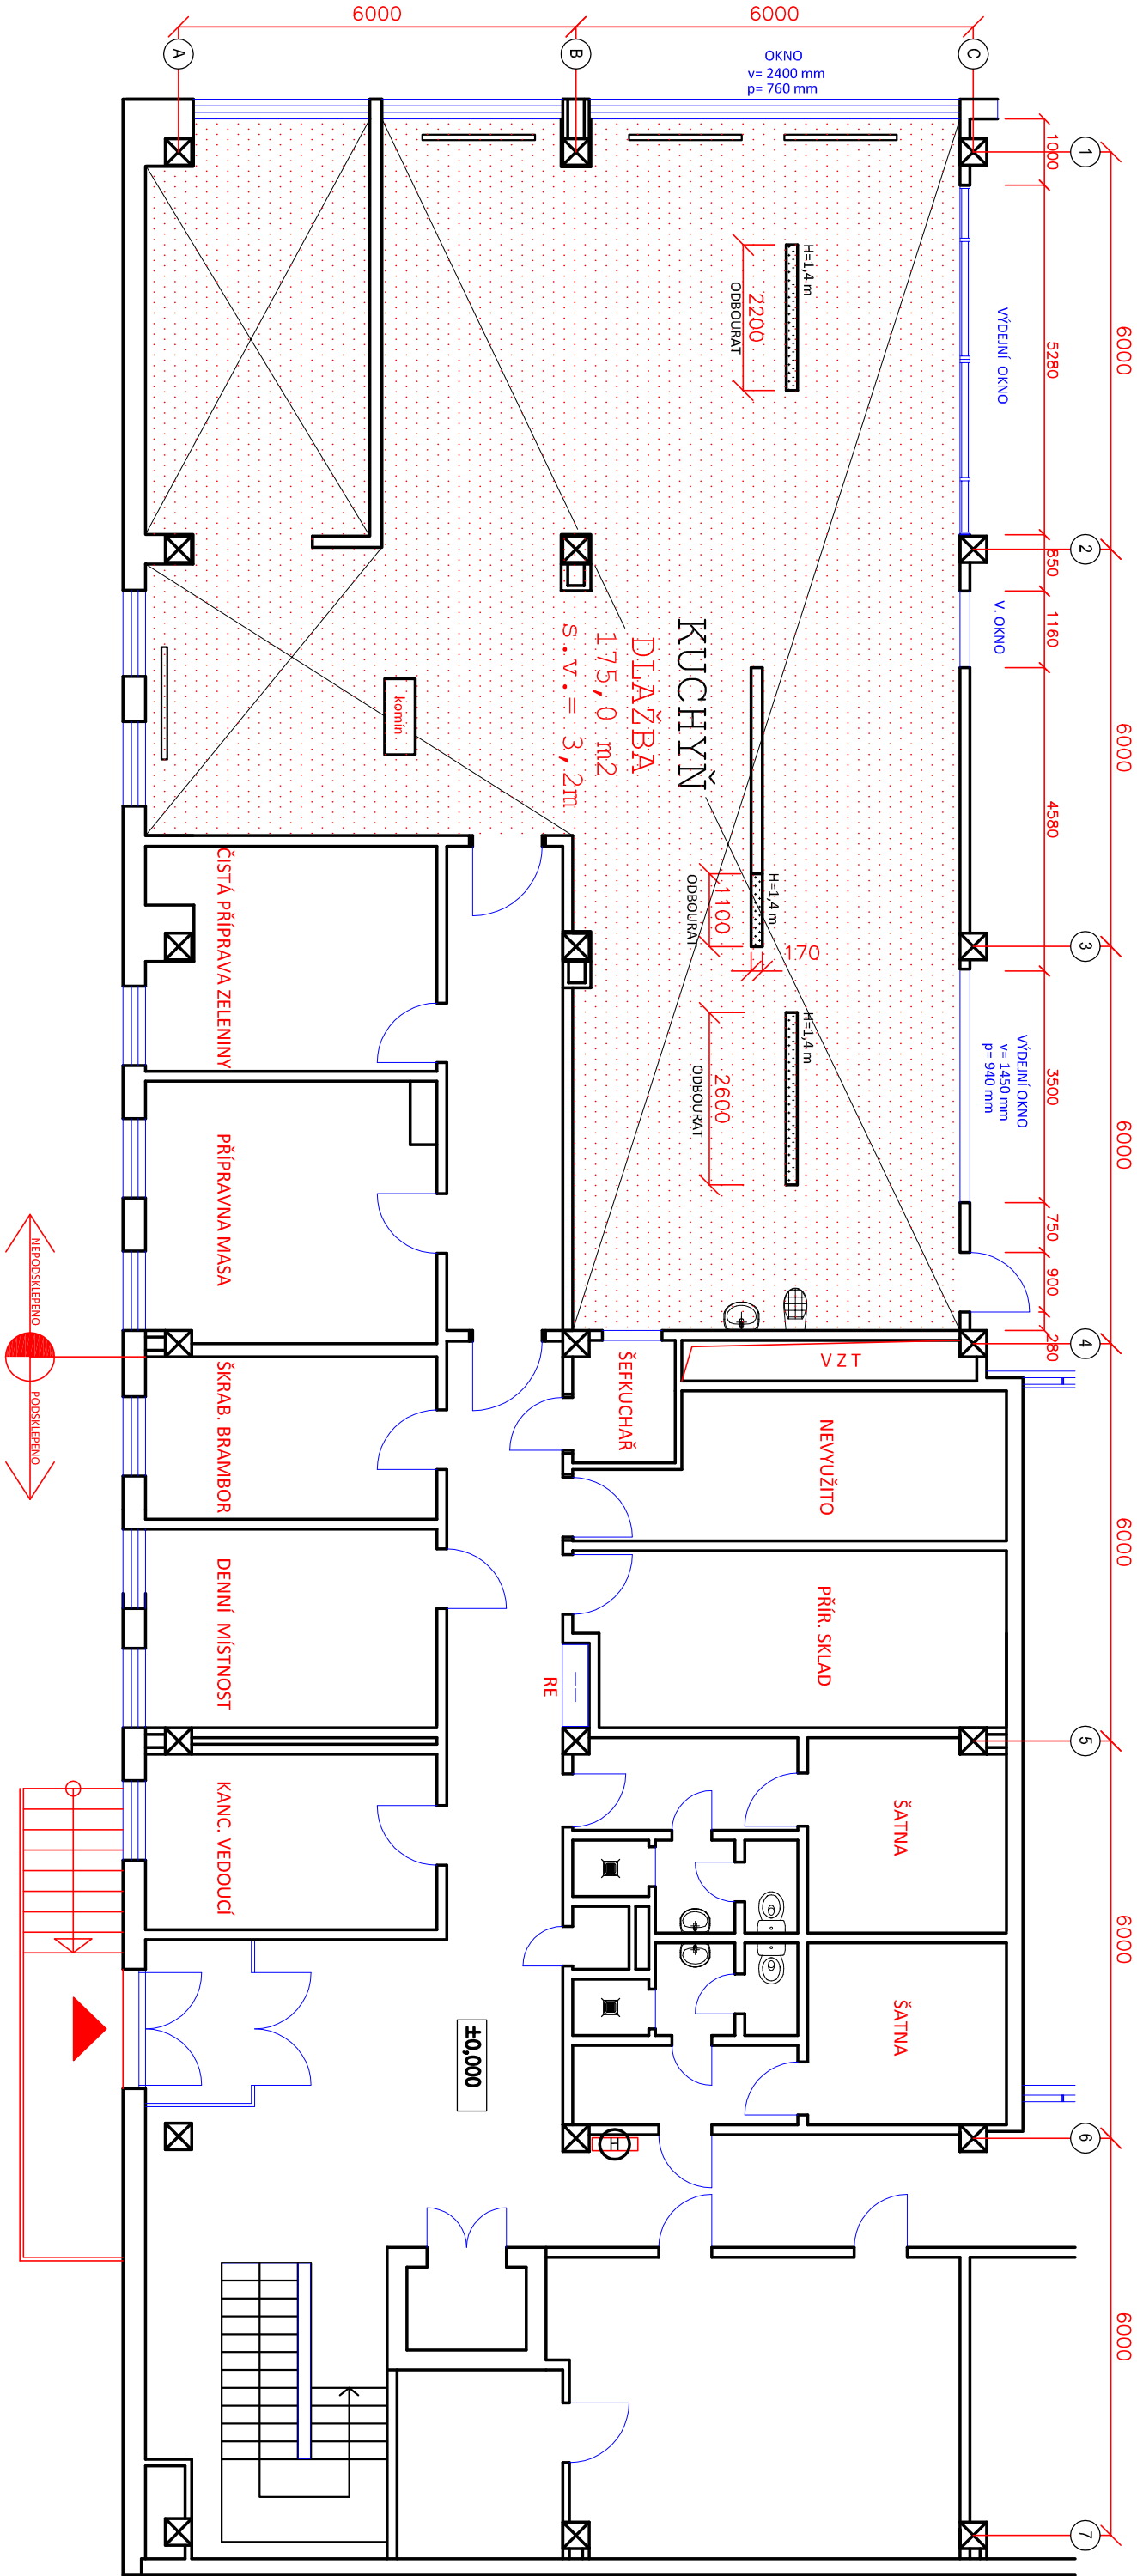 6000
6000
A
B
C
OKNO
v= 2400 mm
p= 760 mm
1
2
3
4
5
6
7
6000
6000
6000
6000
6000
6000
1000
5280
850
1160
4580
3500
750
900
280
VÝDEJNÍ OKNO
V. OKNO
VÝDEJNÍ OKNO
v= 1450 mm
p= 940 mm
H=1,4 m
2200
ODBOURAT
KUCHYŇ
DLAŽBA
175,0 m2
s.v.= 3,2m
komín
H=1,4 m
1100
ODBOURAT
170
H=1,4 m
2600
ODBOURAT
ČISTÁ PŘÍPRAVA ZELENINY
PŘÍPRAVNA MASA
ŠKRAB. BRAMBOR
DENNÍ MÍSTNOST
KANC. VEDOUCÍ
NEPODSKLEPENO
PODSKLEPENO
VZT
ŠEFKUCHAŘ
NEVYUŽITO
PŘÍR. SKLAD
RE
ŠATNA
ŠATNA
±0,000
H